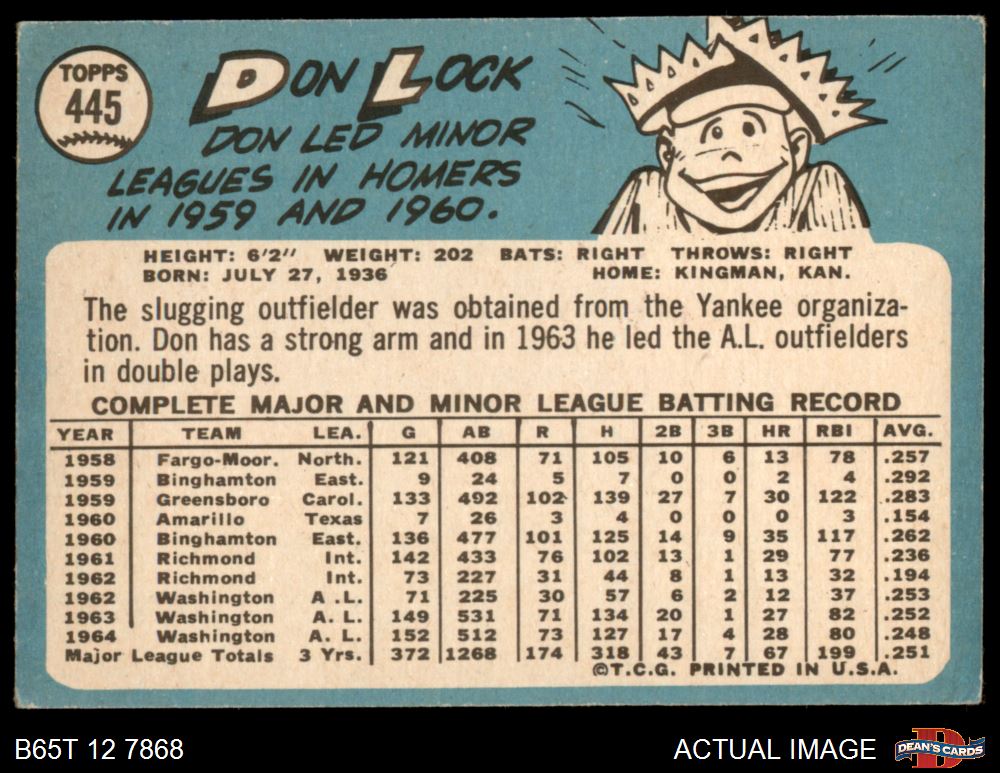 TOPPS
445
DON LOCK
DON LED MINOR
LEAGUES IN HOMERS
IN 1959 AND 1960.
HEIGHT: 6'2" WEIGHT: 202 BATS: RIGHT THROWS: RIGHT
BORN: JULY 27, 1936 HOME: KINGMAN, KAN.
The slugging outfielder was obtained from the Yankee organiza-
tion. Don has a strong arm and in 1963 he led the A.L. outfielders
in double plays.
COMPLETE MAJOR AND MINOR LEAGUE BATTING RECORD
YEAR TEAM LEA. G AB R H 2B 3B HR RBI AVG.
1958 Fargo-Moor. North. 121 408 71 105 10 6 13 78 .257
1959 Binghamton East. 9 24 5 7 0 0 2 4 .292
1959 Greensboro Carol. 133 492 102 139 27 7 30 122 .283
1960 Amarillo Texas 7 26 3 4 0 0 0 3 .154
1960 Binghamton East. 136 477 101 125 14 9 35 117 .262
1961 Richmond Int. 142 433 76 102 13 1 29 77 .236
1962 Richmond Int. 73 227 31 44 8 1 13 32 .194
1962 Washington A .L. 71 225 30 57 6 2 12 37 .253
1963 Washington A. L. 149 531 71 134 20 1 27 82 .252
1964 Washington A. L. 152 512 73 127 17 4 28 80 .248
Major League Totals 3 Yrs. 372 1268 174 318 43 7 67 199 .251
©T.C.G. PRINTED IN U.S.A.
B65T 12 7868
ACTUAL IMAGE
D
DEAN'S CARDS